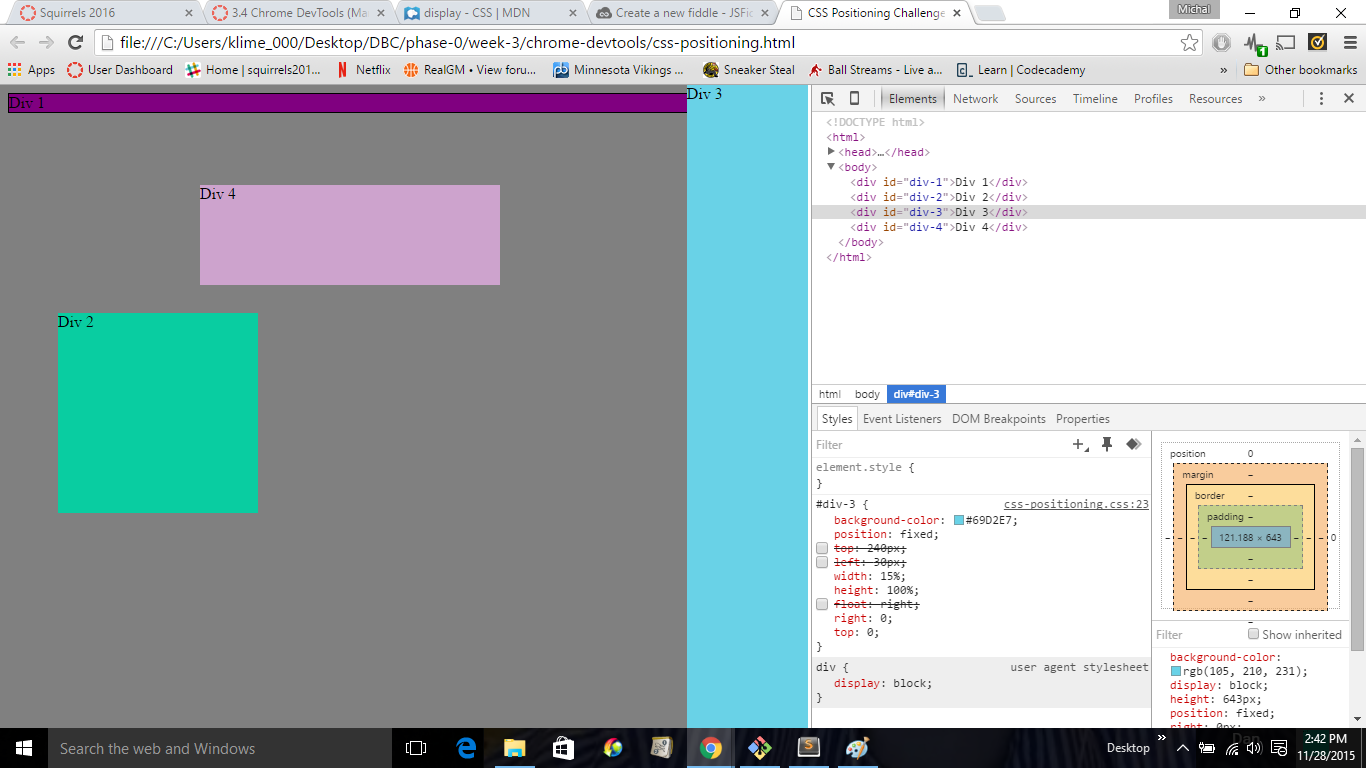 Squirrels 2016
3.4 Chrome DevTools (Ma
display - CSS | MDN
Create a new fiddle - JSFid
CSS Positioning Challenge
Michal
file:///C:/Users/klime_000/Desktop/DBC/phase-0/week-3/chrome-devtools/css-positioning.html
Apps
User Dashboard
Home | squirrels201...
Netflix
RealGM • View foru...
Minnesota Vikings ...
Sneaker Steal
Ball Streams - Live a...
Learn | Codecademy
»
Other bookmarks
Div 1
Div 3
Div 4
Div 2
Elements Network Sources Timeline Profiles Resources »
<!DOCTYPE html>
<html>
<head>…</head>
<body>
<div id="div-1">Div 1</div>
<div id="div-2">Div 2</div>
<div id="div-3">Div 3</div>
<div id="div-4">Div 4</div>
</body>
</html>
html body div#div-3
Styles Event Listeners DOM Breakpoints Properties
Filter
element.style {
}
#div-3 { css-positioning.css:23
background-color: #69D2E7;
position: fixed;
top: 240px;
left: 30px;
width: 15%;
height: 100%;
float: right;
right: 0;
top: 0;
}
div { user agent stylesheet
display: block;
}
position 0
margin –
border –
padding –
– – – – 121.188 × 643 – – – 0
–
–
–
–
Filter Show inherited
background-color:
rgb(105, 210, 231);
display: block;
height: 643px;
position: fixed;
right: 0px;
Search the web and Windows
Desktop »
2:42 PM
11/28/2015